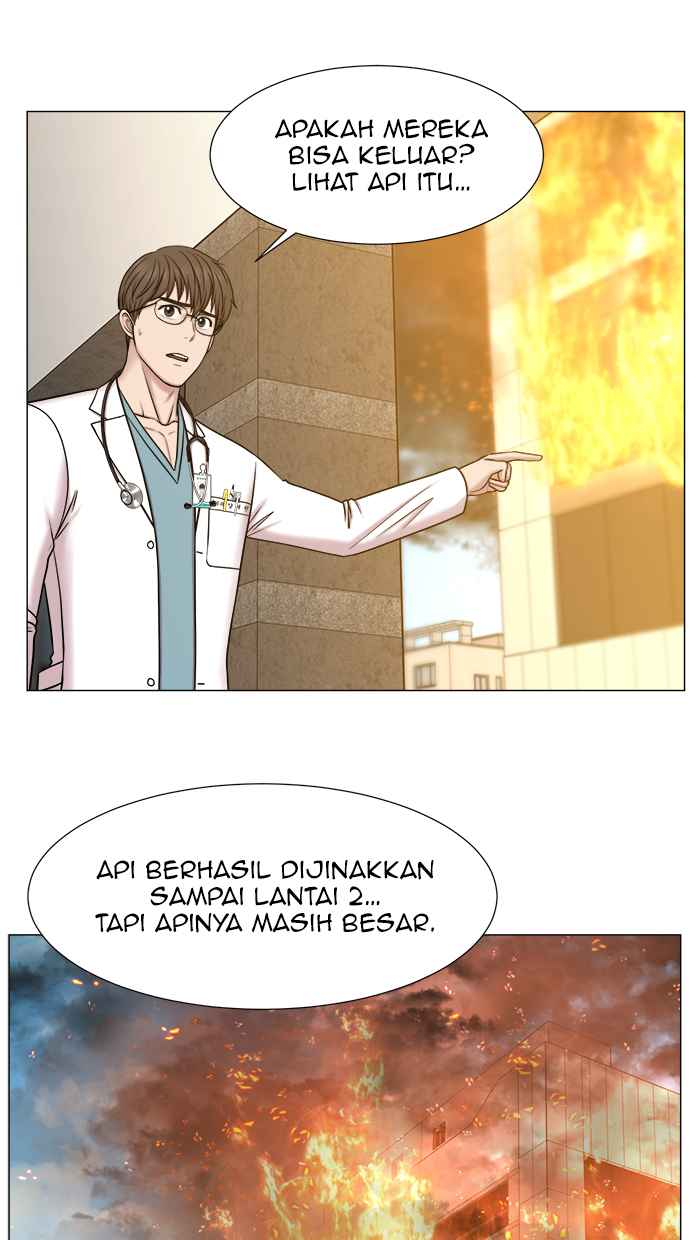 APAKAH MEREKA
BISA KELUAR?
LIHAT API ITU...
API BERHASIL DIJINAKKAN
SAMPAI LANTAI 2...
TAPI APINYA MASIH BESAR.